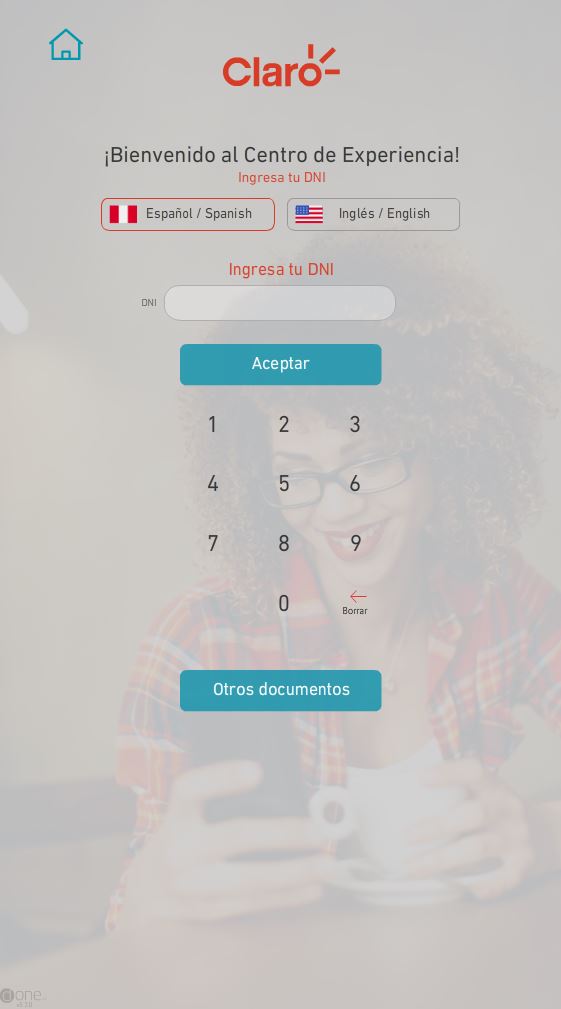 Claro
¡Bienvenido al Centro de Experiencia!
Ingresa tu DNI
Español / Spanish
Inglés / English
Ingresa tu DNI
DNI
Aceptar
1 2 3
4 5 6
7 8 9
0
Borrar
Otros documentos
one